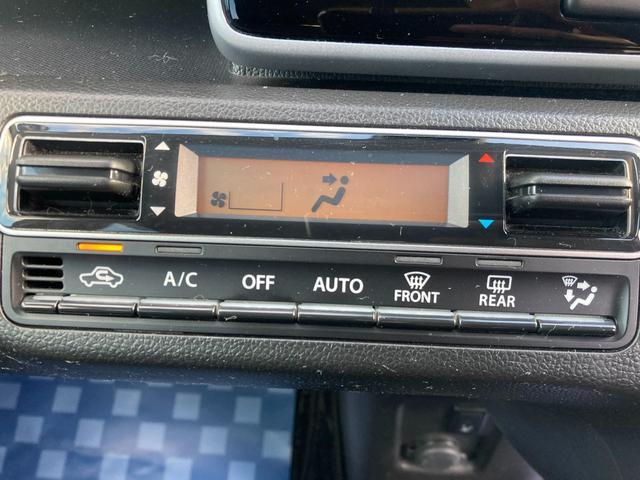 A/C OFF AUTO FRONT REAR